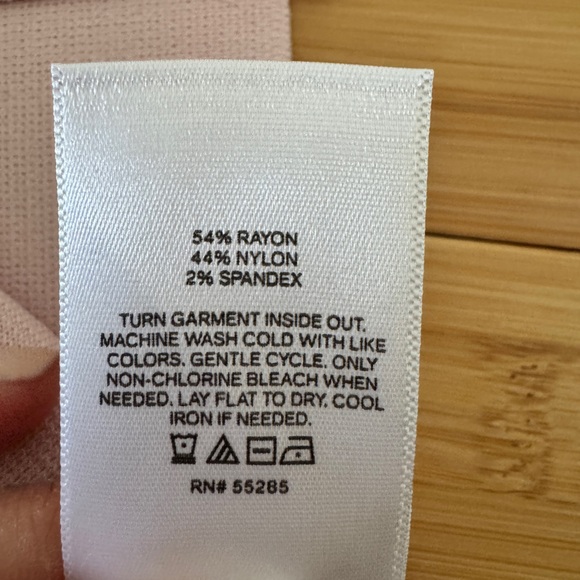 54% RAYON
44% NYLON
2% SPANDEX
TURN GARMENT INSIDE OUT.
MACHINE WASH COLD WITH LIKE
COLORS. GENTLE CYCLE. ONLY
NON-CHLORINE BLEACH WHEN
NEEDED. LAY FLAT TO DRY. COOL
IRON IF NEEDED.
RN# 55285